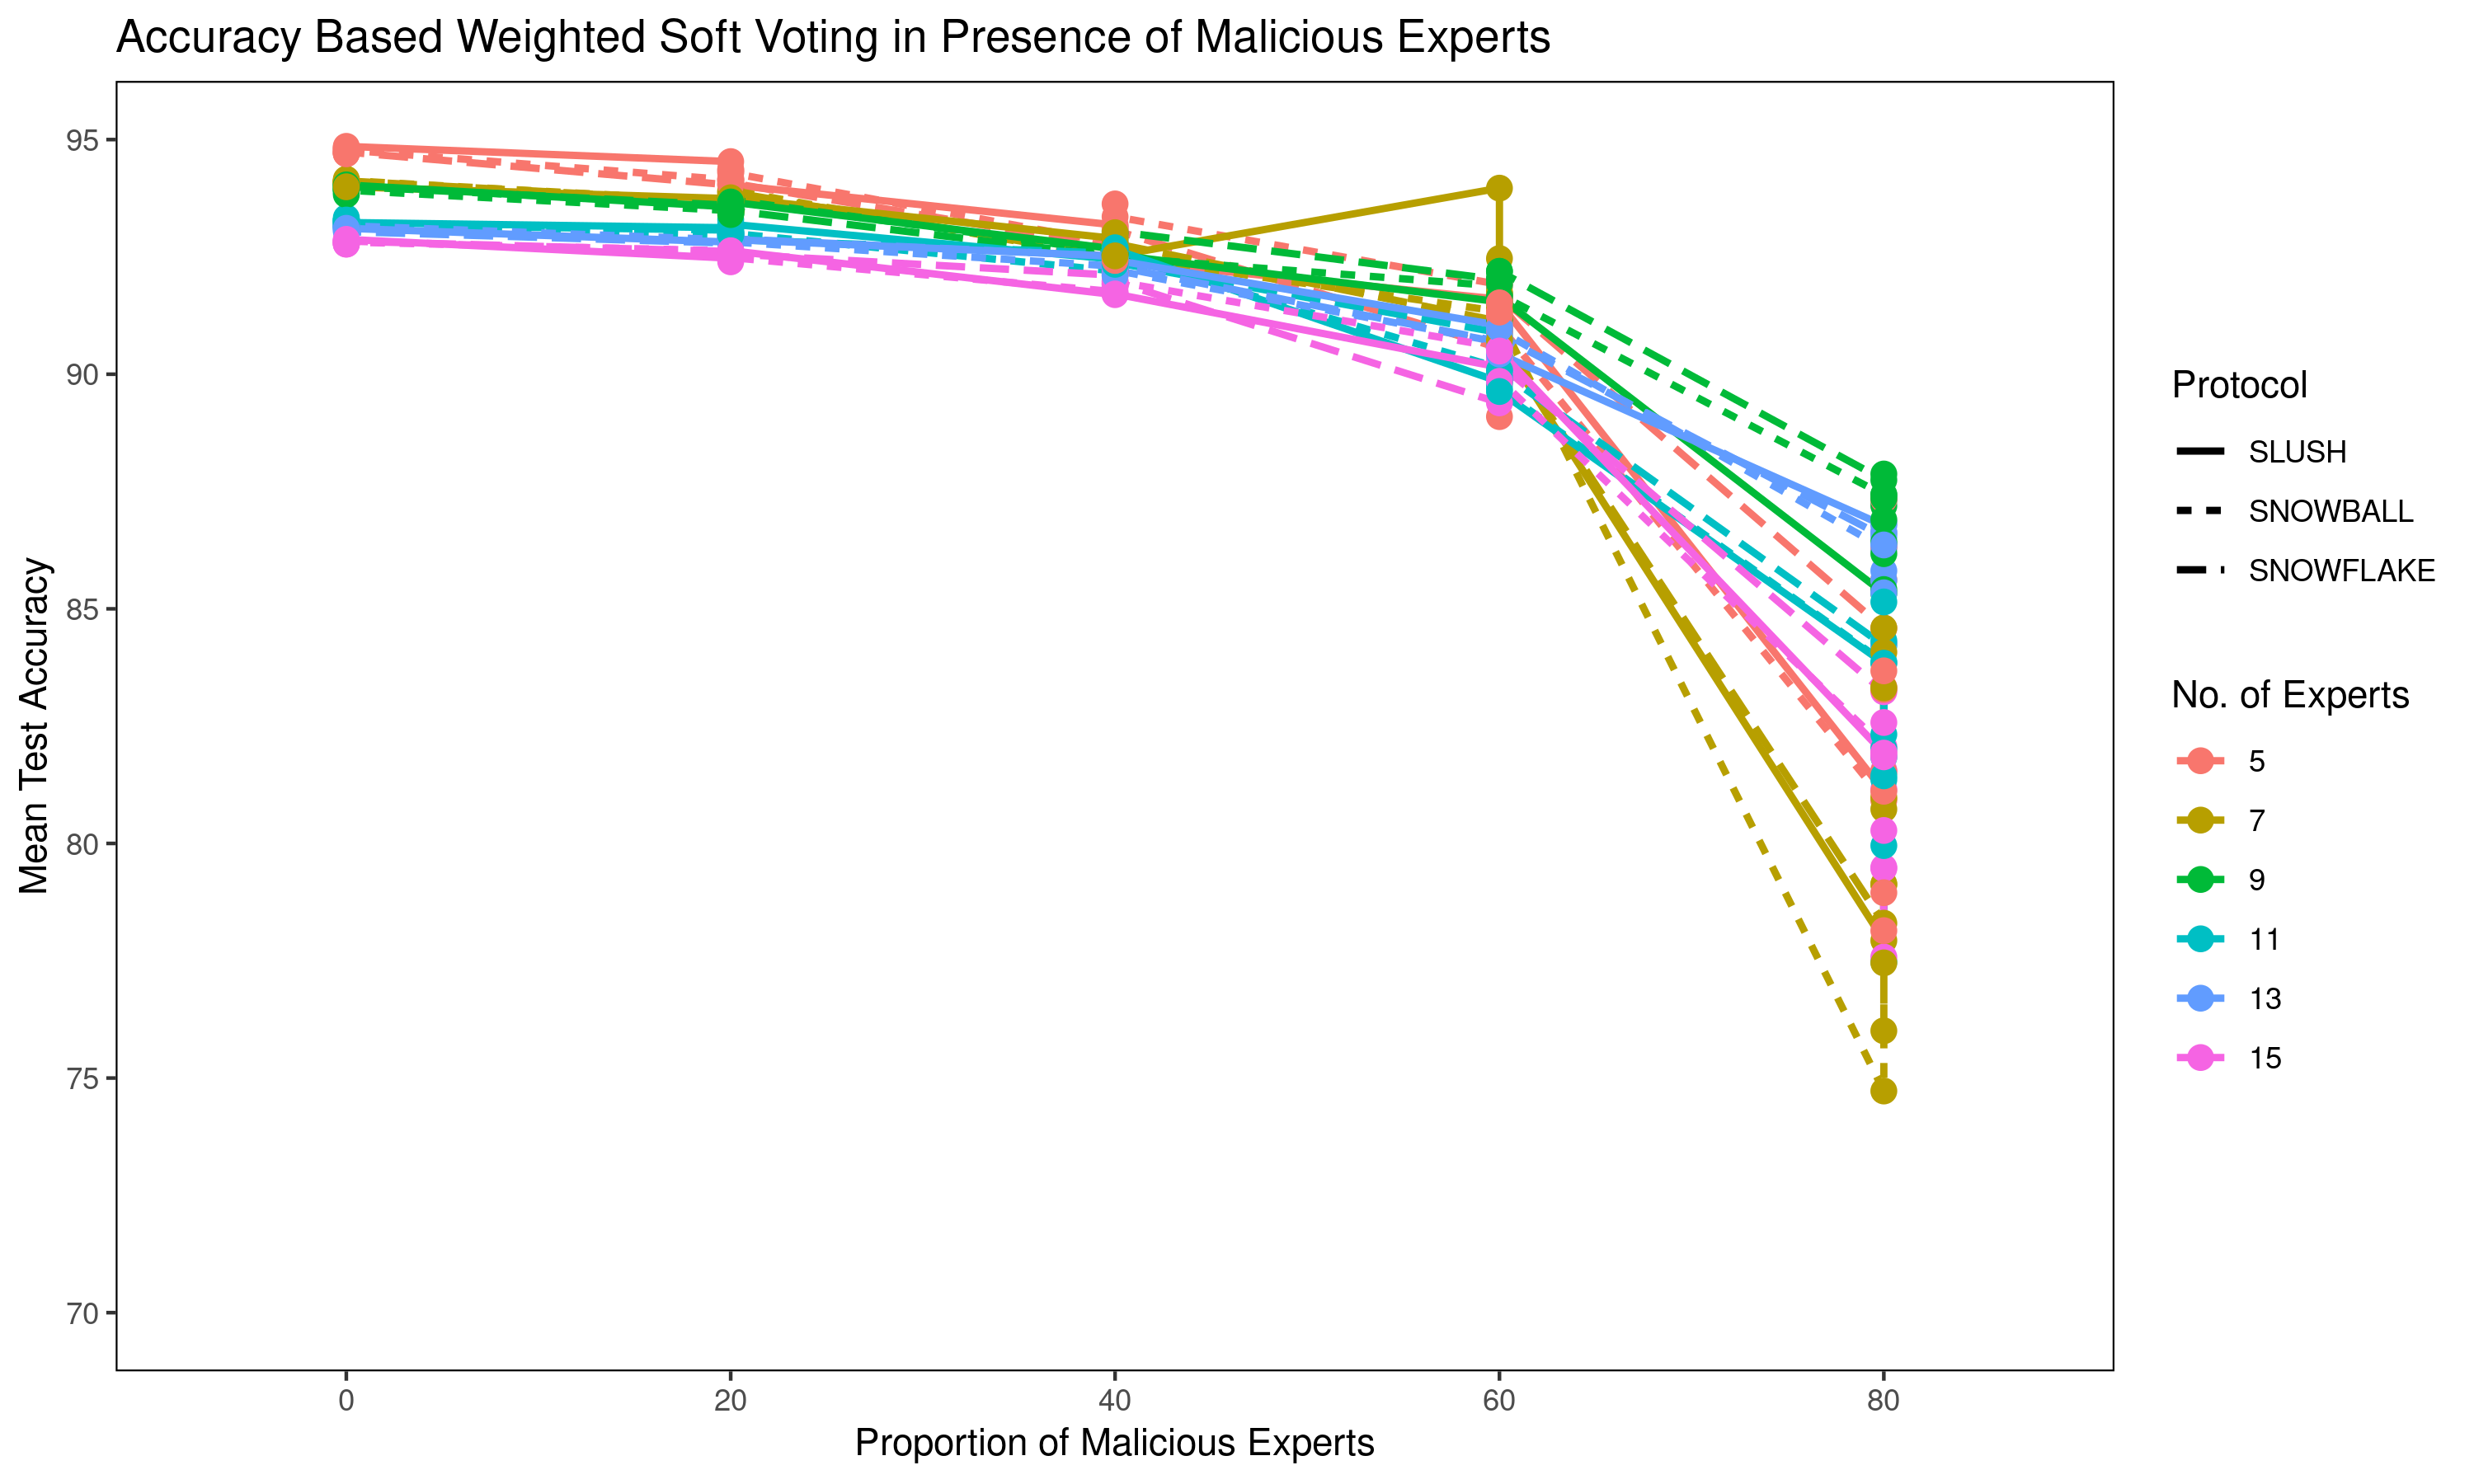 Accuracy Based Weighted Soft Voting in Presence of Malicious Experts
Mean Test Accuracy
95
90
85
80
75
70
0
20
40
60
80
Proportion of Malicious Experts
Protocol
SLUSH
SNOWBALL
SNOWFLAKE
No. of Experts
5
7
9
11
13
15